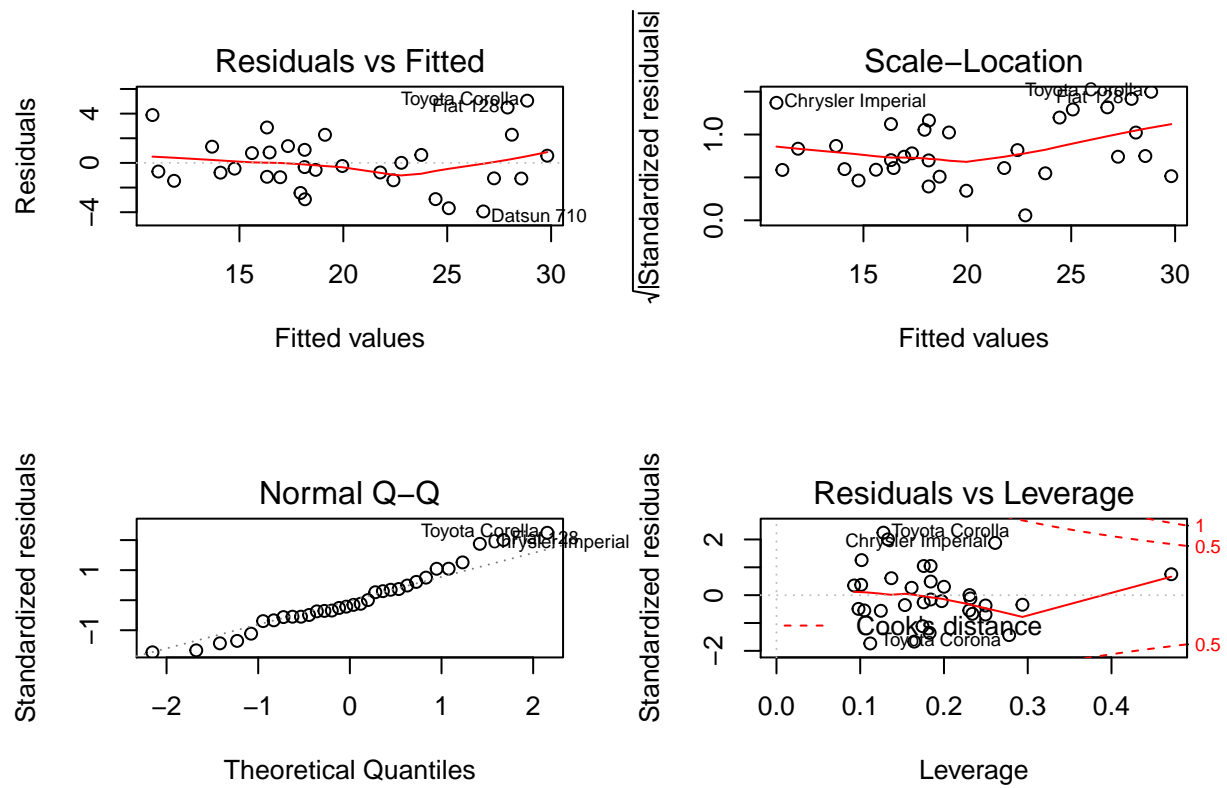 Residuals vs Fitted
Residuals
4
0
−4
Toyota Corolla
Fiat 128
Datsun 710
15 20 25 30
Fitted values
Scale−Location
√|Standardized residuals|
1.0
0.0
Chrysler Imperial
Toyota Corolla
Fiat 128
15 20 25 30
Fitted values
Normal Q−Q
Standardized residuals
1
−1
Toyota Corolla
Fiat 128
Chrysler Imperial
−2 −1 0 1 2
Theoretical Quantiles
Residuals vs Leverage
Standardized residuals
2
0
−2
Toyota Corolla
Chrysler Imperial
Cook's distance
Toyota Corona
1
0.5
0.5
0.0 0.1 0.2 0.3 0.4
Leverage